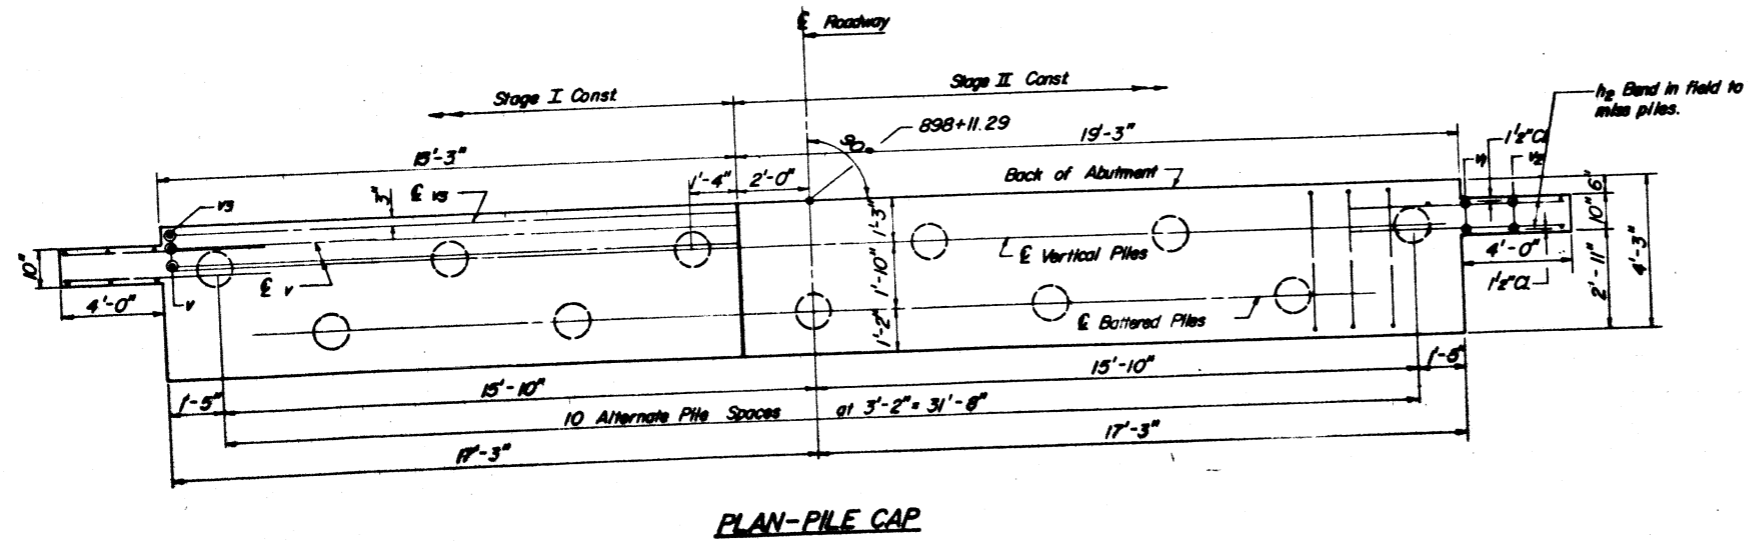 ℄ Roadway
Stage I Const
Stage II Const
h2 Bend in field to
miss piles.
898+11.29
90°
19'-3"
15'-3"
1½"Cl
v
v2
1'-4"
2'-0"
Back of Abutment
6"
v3
3"
℄ v3
1'-3"
10"
4'-3"
10"
℄ Vertical Piles
4'-0"
1'-10"
2'-11"
℄ v
v
4'-0"
1½"Cl
℄ Battered Piles
1'-2"
1'-5"
15'-10"
15'-10"
1'-5"
10 Alternate Pile Spaces at 3'-2" = 31'-8"
17'-3"
17'-3"
PLAN-PILE CAP